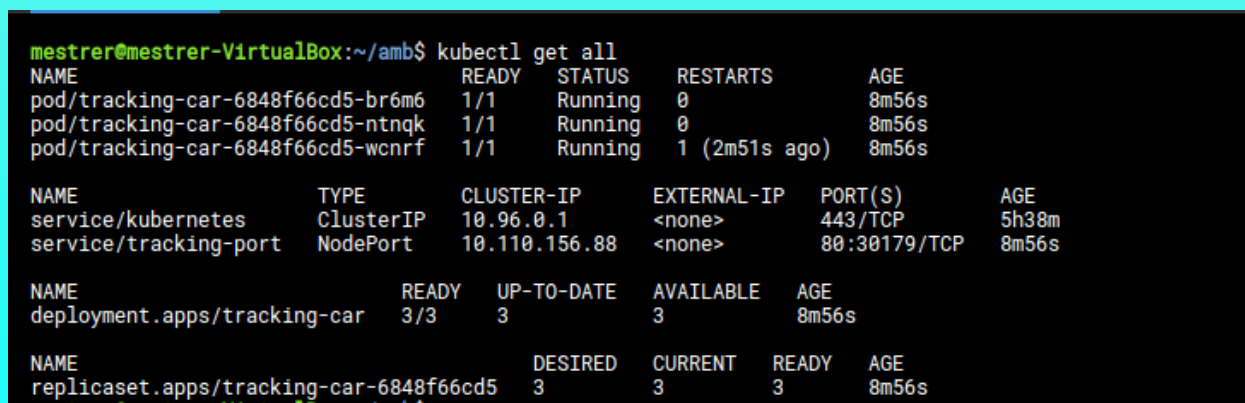 mestrer@mestrer-VirtualBox:~/amb$ kubectl get all
NAME READY STATUS RESTARTS AGE
pod/tracking-car-6848f66cd5-br6m6 1/1 Running 0 8m56s
pod/tracking-car-6848f66cd5-ntnqk 1/1 Running 0 8m56s
pod/tracking-car-6848f66cd5-wcnrf 1/1 Running 1 (2m51s ago) 8m56s
NAME TYPE CLUSTER-IP EXTERNAL-IP PORT(S) AGE
service/kubernetes ClusterIP 10.96.0.1 <none> 443/TCP 5h38m
service/tracking-port NodePort 10.110.156.88 <none> 80:30179/TCP 8m56s
NAME READY UP-TO-DATE AVAILABLE AGE
deployment.apps/tracking-car 3/3 3 3 8m56s
NAME DESIRED CURRENT READY AGE
replicaset.apps/tracking-car-6848f66cd5 3 3 3 8m56s